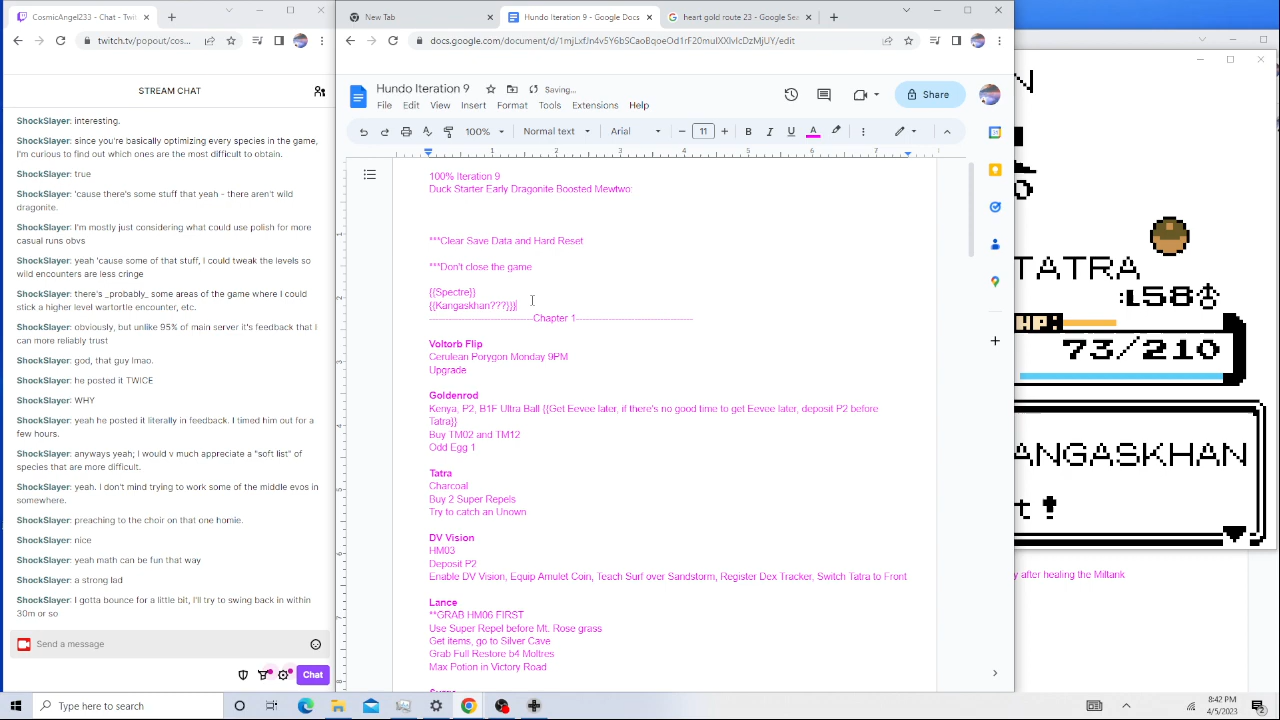 CosmicAngel233 - Chat - Twit
twitch.tv/popout/cos...
STREAM CHAT
ShockSlayer: interesting.
ShockSlayer: since you're basically optimizing every species in the game,
I'm curious to find out which ones are the most difficult to obtain.
ShockSlayer: true
ShockSlayer: 'cause there's some stuff that yeah - there aren't wild
dragonite.
ShockSlayer: I'm mostly just considering what could use polish for more
casual runs obvs
ShockSlayer: yeah 'cause some of that stuff, I could tweak the levels so
wild encounters are less cringe
ShockSlayer: there's _probably_ some areas of the game where I could
stick a higher level wartortle encounter, etc.
ShockSlayer: obviously, but unlike 95% of main server it's feedback that I
can more reliably trust
ShockSlayer: god, that guy lmao.
ShockSlayer: he posted it TWICE
ShockSlayer: WHY
ShockSlayer: yeah he posted it literally in feedback. I timed him out for a
few hours.
ShockSlayer: anyways yeah; I would v much appreciate a "soft list" of
species that are more difficult.
ShockSlayer: yeah. I don't mind trying to work some of the middle evos in
somewhere.
ShockSlayer: preaching to the choir on that one homie.
ShockSlayer: nice
ShockSlayer: yeah math can be fun that way
ShockSlayer: a strong lad
ShockSlayer: I gotta bounce for a little bit, I'll try to swing back in within
30m or so
Send a message
Chat
New Tab
Hundo Iteration 9 - Google Docs
heart gold route 23 - Google Sea
docs.google.com/document/d/1mjLxfJn4v5Y6bSCaoBqoeOd1rF20mulXXlvlcDzMjUY/edit
Hundo Iteration 9
Saving...
File Edit View Insert Format Tools Extensions Help
Share
100% Normal text Arial 11
100% Iteration 9
Duck Starter Early Dragonite Boosted Mewtwo:
***Clear Save Data and Hard Reset
***Don't close the game
{{Spectre}}
{{Kangaskhan???}}}
Chapter 1
Voltorb Flip
Cerulean Porygon Monday 9PM
Upgrade
Goldenrod
Kenya, P2, B1F Ultra Ball {{Get Eevee later, if there's no good time to get Eevee later, deposit P2 before
Tatra}}
Buy TM02 and TM12
Odd Egg 1
Tatra
Charcoal
Buy 2 Super Repels
Try to catch an Unown
DV Vision
HM03
Deposit P2
Enable DV Vision, Equip Amulet Coin, Teach Surf over Sandstorm, Register Dex Tracker, Switch Tatra to Front
Lance
**GRAB HM06 FIRST
Use Super Repel before Mt. Rose grass
Get items, go to Silver Cave
Grab Full Restore b4 Moltres
Max Potion in Victory Road
N
TATRA
:L58
HP:
73/210
ANGASKHAN
t!
y after healing the Miltank
Type here to search
8:42 PM
4/5/2023